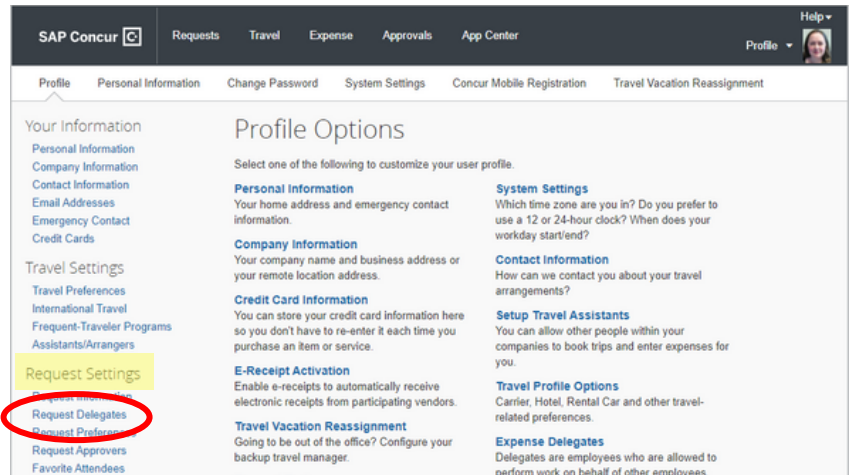 SAP Concur C Requests Travel Expense Approvals App Center
Help
Profile
Profile Personal Information Change Password System Settings Concur Mobile Registration Travel Vacation Reassignment
Your Information
Personal Information
Company Information
Contact Information
Email Addresses
Emergency Contact
Credit Cards
Travel Settings
Travel Preferences
International Travel
Frequent-Traveler Programs
Assistants/Arrangers
Request Settings
Request Information
Request Delegates
Request Preferences
Request Approvers
Favorite Attendees
Profile Options
Select one of the following to customize your user profile.
Personal Information
Your home address and emergency contact
information.
Company Information
Your company name and business address or
your remote location address.
Credit Card Information
You can store your credit card information here
so you don't have to re-enter it each time you
purchase an item or service.
E-Receipt Activation
Enable e-receipts to automatically receive
electronic receipts from participating vendors.
Travel Vacation Reassignment
Going to be out of the office? Configure your
backup travel manager.
System Settings
Which time zone are you in? Do you prefer to
use a 12 or 24-hour clock? When does your
workday start/end?
Contact Information
How can we contact you about your travel
arrangements?
Setup Travel Assistants
You can allow other people within your
companies to book trips and enter expenses for
you.
Travel Profile Options
Carrier, Hotel, Rental Car and other travel-
related preferences.
Expense Delegates
Delegates are employees who are allowed to
perform work on behalf of other employees.